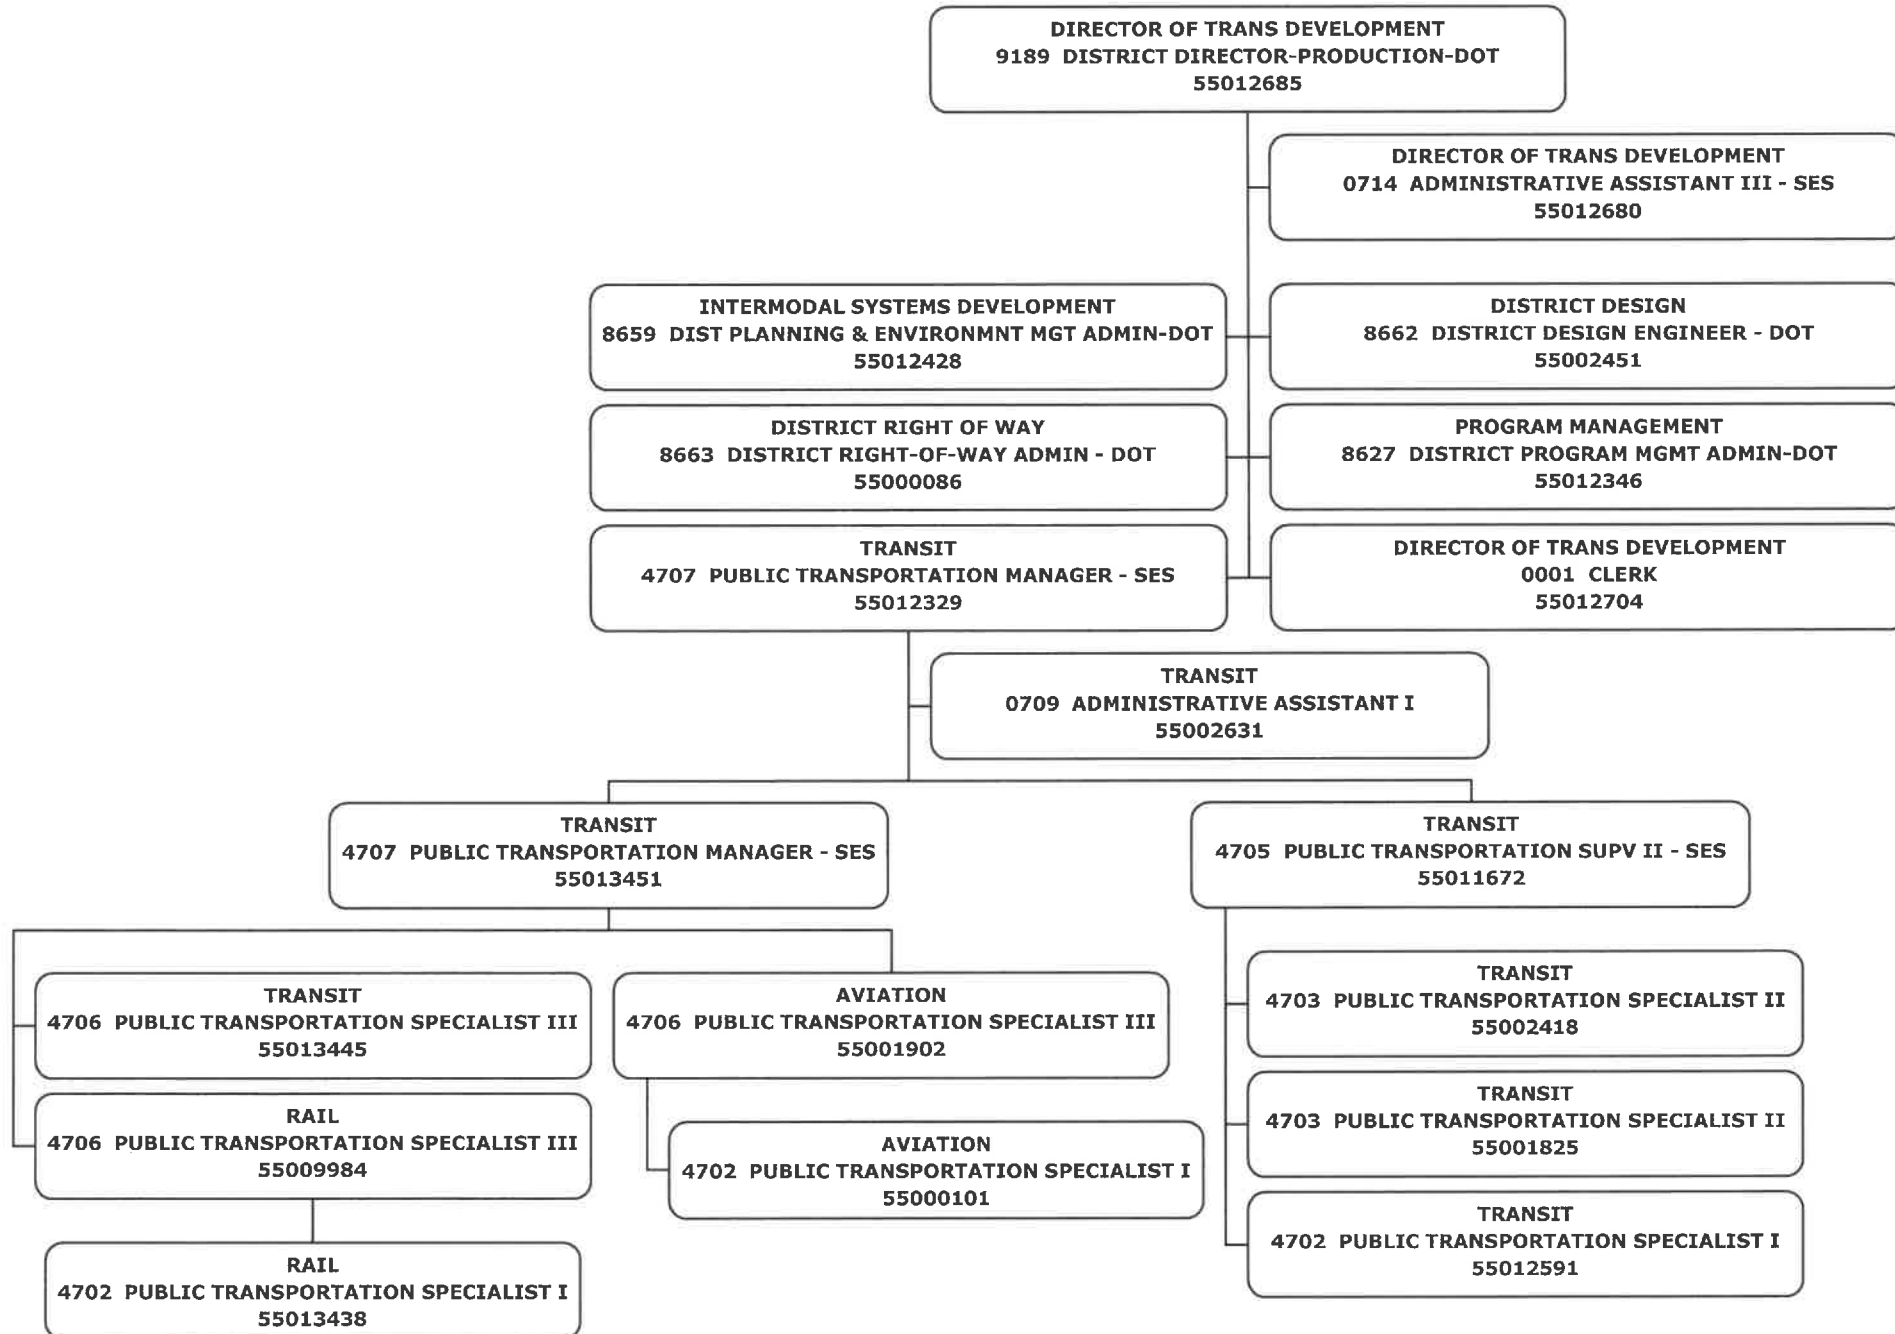 DIRECTOR OF TRANS DEVELOPMENT
9189 DISTRICT DIRECTOR-PRODUCTION-DOT
55012685
DIRECTOR OF TRANS DEVELOPMENT
0714 ADMINISTRATIVE ASSISTANT III - SES
55012680
INTERMODAL SYSTEMS DEVELOPMENT
8659 DIST PLANNING & ENVIRONMNT MGT ADMIN-DOT
55012428
DISTRICT DESIGN
8662 DISTRICT DESIGN ENGINEER - DOT
55002451
DISTRICT RIGHT OF WAY
8663 DISTRICT RIGHT-OF-WAY ADMIN - DOT
55000086
PROGRAM MANAGEMENT
8627 DISTRICT PROGRAM MGMT ADMIN-DOT
55012346
TRANSIT
4707 PUBLIC TRANSPORTATION MANAGER - SES
55012329
DIRECTOR OF TRANS DEVELOPMENT
0001 CLERK
55012704
TRANSIT
0709 ADMINISTRATIVE ASSISTANT I
55002631
TRANSIT
4707 PUBLIC TRANSPORTATION MANAGER - SES
55013451
TRANSIT
4705 PUBLIC TRANSPORTATION SUPV II - SES
55011672
TRANSIT
4706 PUBLIC TRANSPORTATION SPECIALIST III
55013445
AVIATION
4706 PUBLIC TRANSPORTATION SPECIALIST III
55001902
TRANSIT
4703 PUBLIC TRANSPORTATION SPECIALIST II
55002418
RAIL
4706 PUBLIC TRANSPORTATION SPECIALIST III
55009984
AVIATION
4702 PUBLIC TRANSPORTATION SPECIALIST I
55000101
TRANSIT
4703 PUBLIC TRANSPORTATION SPECIALIST II
55001825
RAIL
4702 PUBLIC TRANSPORTATION SPECIALIST I
55013438
TRANSIT
4702 PUBLIC TRANSPORTATION SPECIALIST I
55012591